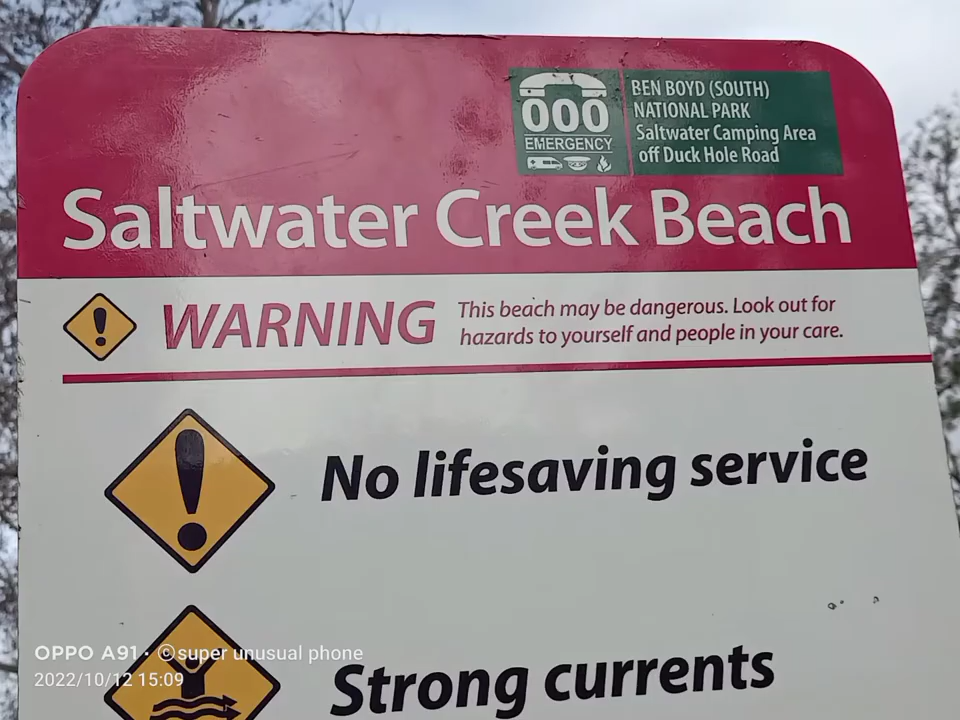 000
EMERGENCY
BEN BOYD (SOUTH)
NATIONAL PARK
Saltwater Camping Area
off Duck Hole Road
Saltwater Creek Beach
WARNING
This beach may be dangerous. Look out for
hazards to yourself and people in your care.
No lifesaving service
Strong currents
OPPO A91 · ©super unusual phone
2022/10/12 15:09